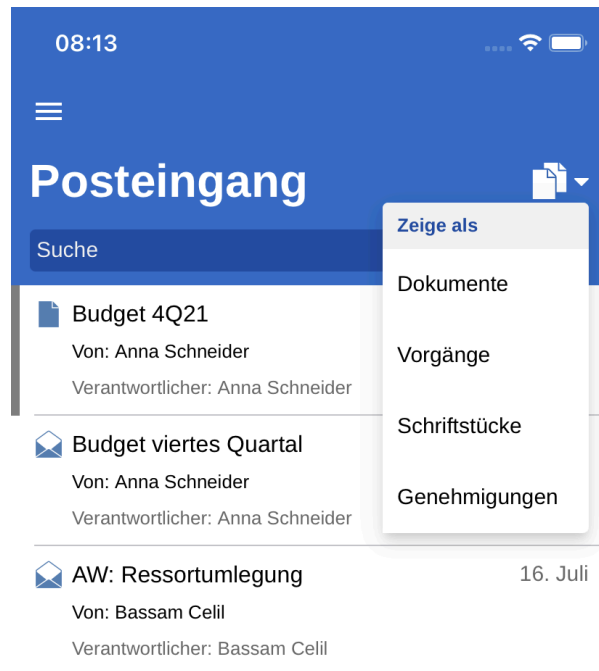 08:13
Posteingang
Zeige als
Suche
Dokumente
Budget 4Q21
Von: Anna Schneider
Vorgänge
Verantwortlicher: Anna Schneider
Schriftstücke
Budget viertes Quartal
Von: Anna Schneider
Genehmigungen
Verantwortlicher: Anna Schneider
AW: Ressortumlegung 16. Juli
Von: Bassam Celil
Verantwortlicher: Bassam Celil